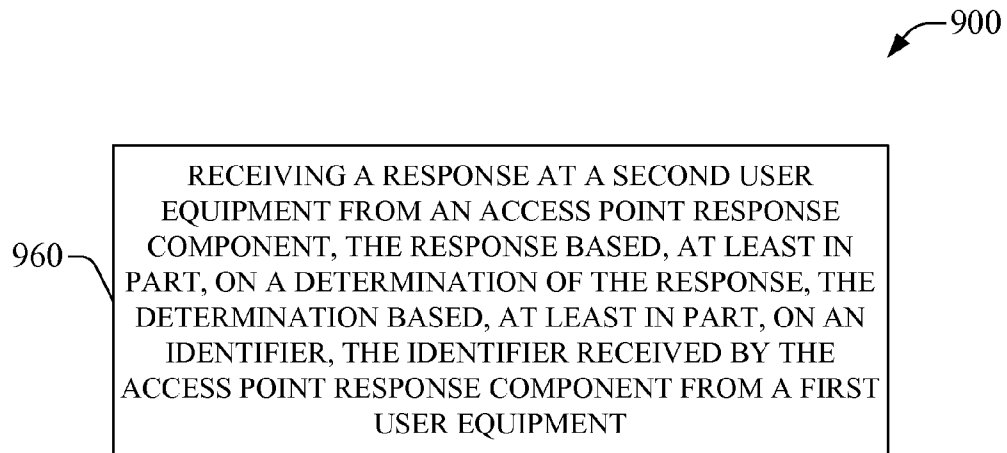 900
RECEIVING A RESPONSE AT A SECOND USER
EQUIPMENT FROM AN ACCESS POINT RESPONSE
COMPONENT, THE RESPONSE BASED, AT LEAST IN
960
PART, ON A DETERMINATION OF THE RESPONSE, THE
DETERMINATION BASED, AT LEAST IN PART, ON AN
IDENTIFIER, THE IDENTIFIER RECEIVED BY THE
ACCESS POINT RESPONSE COMPONENT FROM A FIRST
USER EQUIPMENT